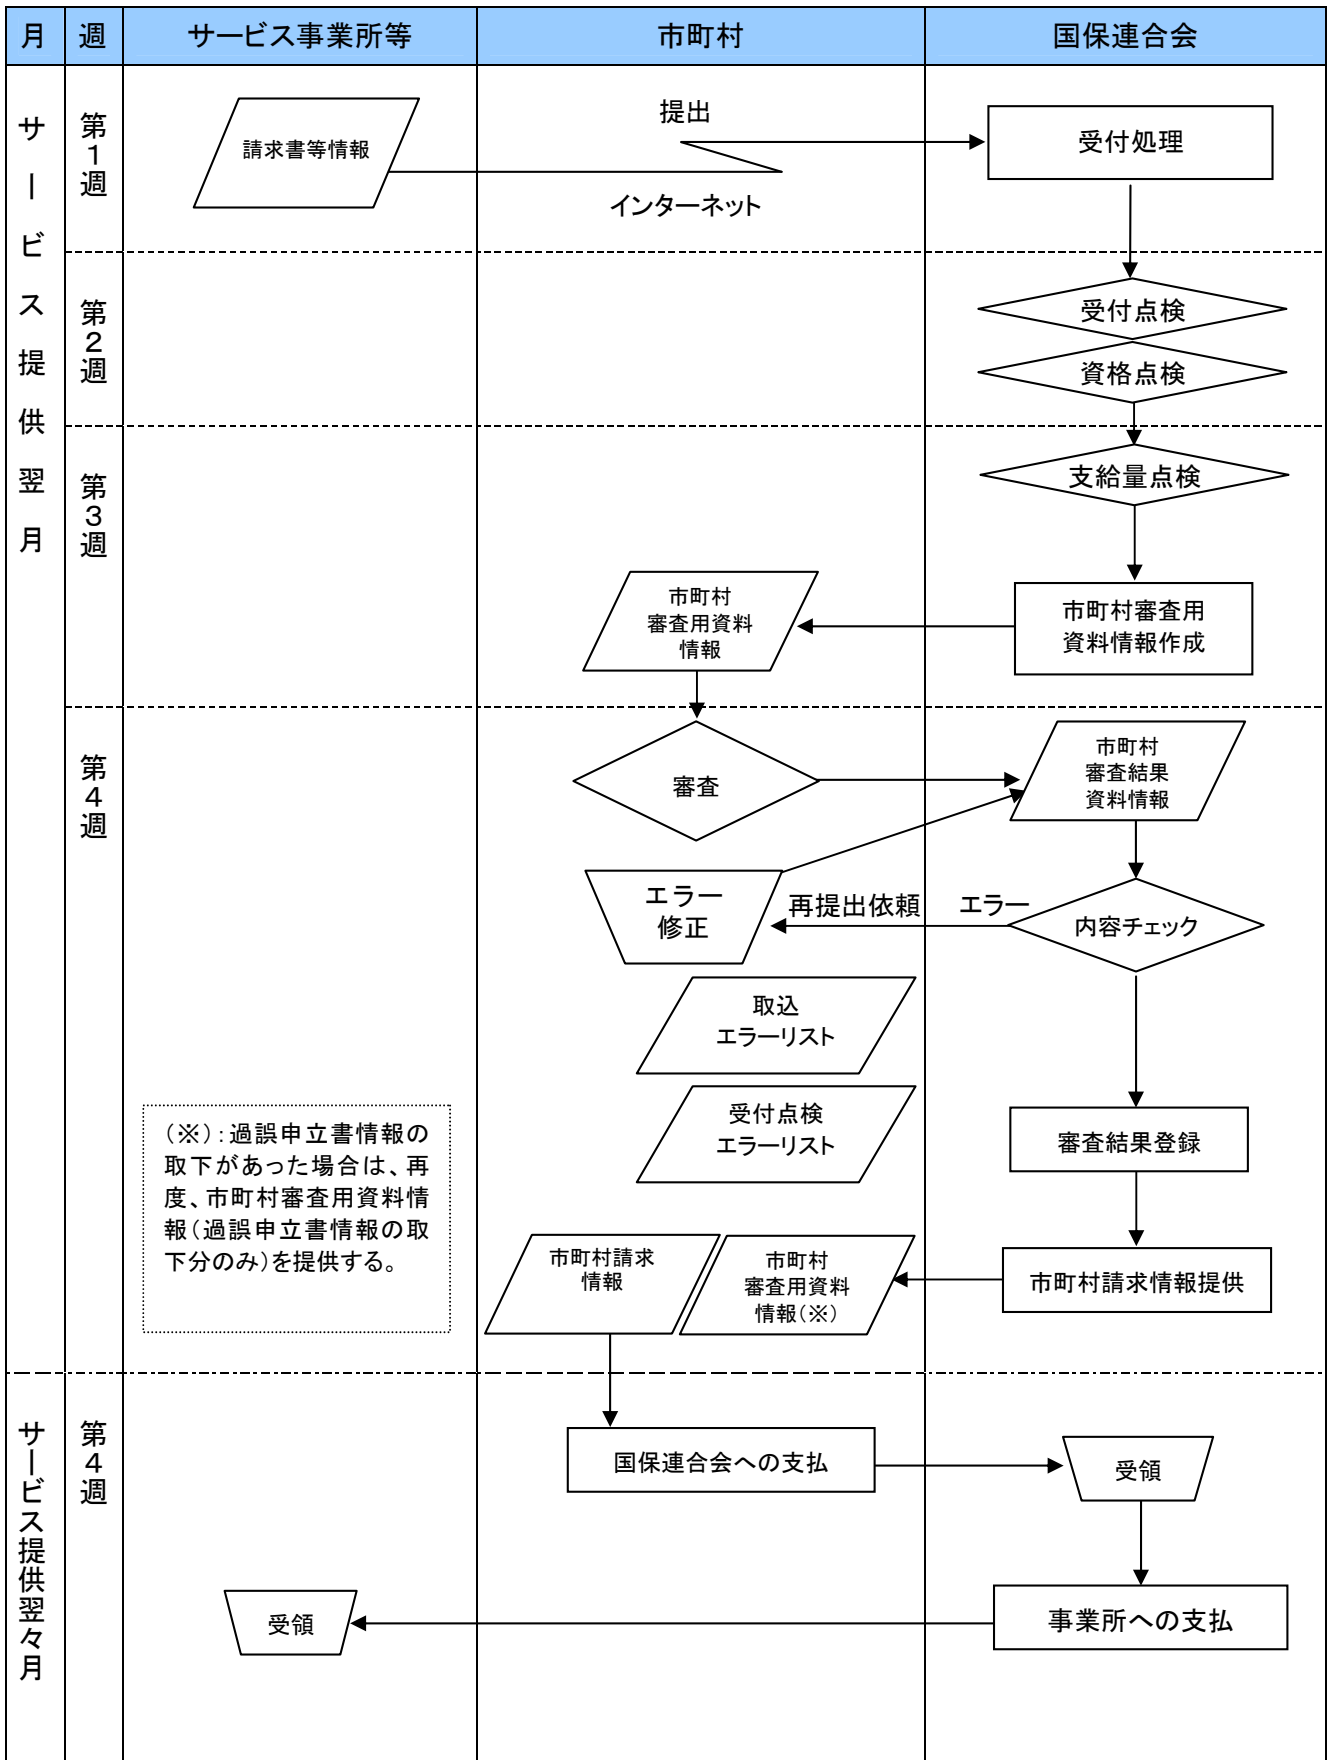 月 週 サービス事業所等 市町村 国保連合会
サービス提供翌月
第1週
請求書等情報
提出
インターネット
受付処理
第2週
受付点検
資格点検
第3週
支給量点検
市町村審査用
資料情報作成
市町村
審査用資料
情報
第4週
審査
市町村
審査結果
資料情報
エラー
修正
再提出依頼
エラー
内容チェック
取込
エラーリスト
受付点検
エラーリスト
審査結果登録
(※):過誤申立書情報の
取下があった場合は、再
度、市町村審査用資料情
報(過誤申立書情報の取
下分のみ)を提供する。
市町村請求
情報
市町村
審査用資料
情報(※)
市町村請求情報提供
サービス提供翌々月
第4週
国保連合会への支払
受領
事業所への支払
受領